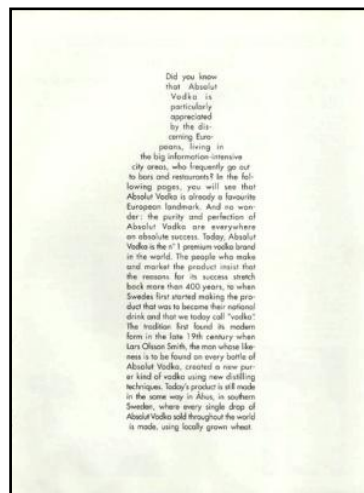 Did you know
that Absolut
Vodka is
particularly
appreciated
by the dis-
cerning Euro-
peans, living in
the big information-intensive
city areas, who frequently go out
to bars and restaurants? In the fol-
lowing pages, you will see that
Absolut Vodka is already a favourite
European landmark. And no won-
der: the purity and perfection of
Absolut Vodka are everywhere
an absolute success. Today, Absolut
Vodka is the n° 1 premium vodka brand
in the world. The people who make
and market the product insist that
the reasons for its success stretch
back more than 400 years, to when
Swedes first started making the pro-
duct that was to become their national
drink and that we today call "vodka".
The tradition first found its modern
form in the late 19th century when
Lars Olsson Smith, the man whose like-
ness is to be found on every bottle of
Absolut Vodka, created a new pur-
er kind of vodka using new distilling
techniques. Today's product is still made
in the same way in Åhus, in southern
Sweden, where every single drop of
Absolut Vodka sold throughout the world
is made, using locally grown wheat.